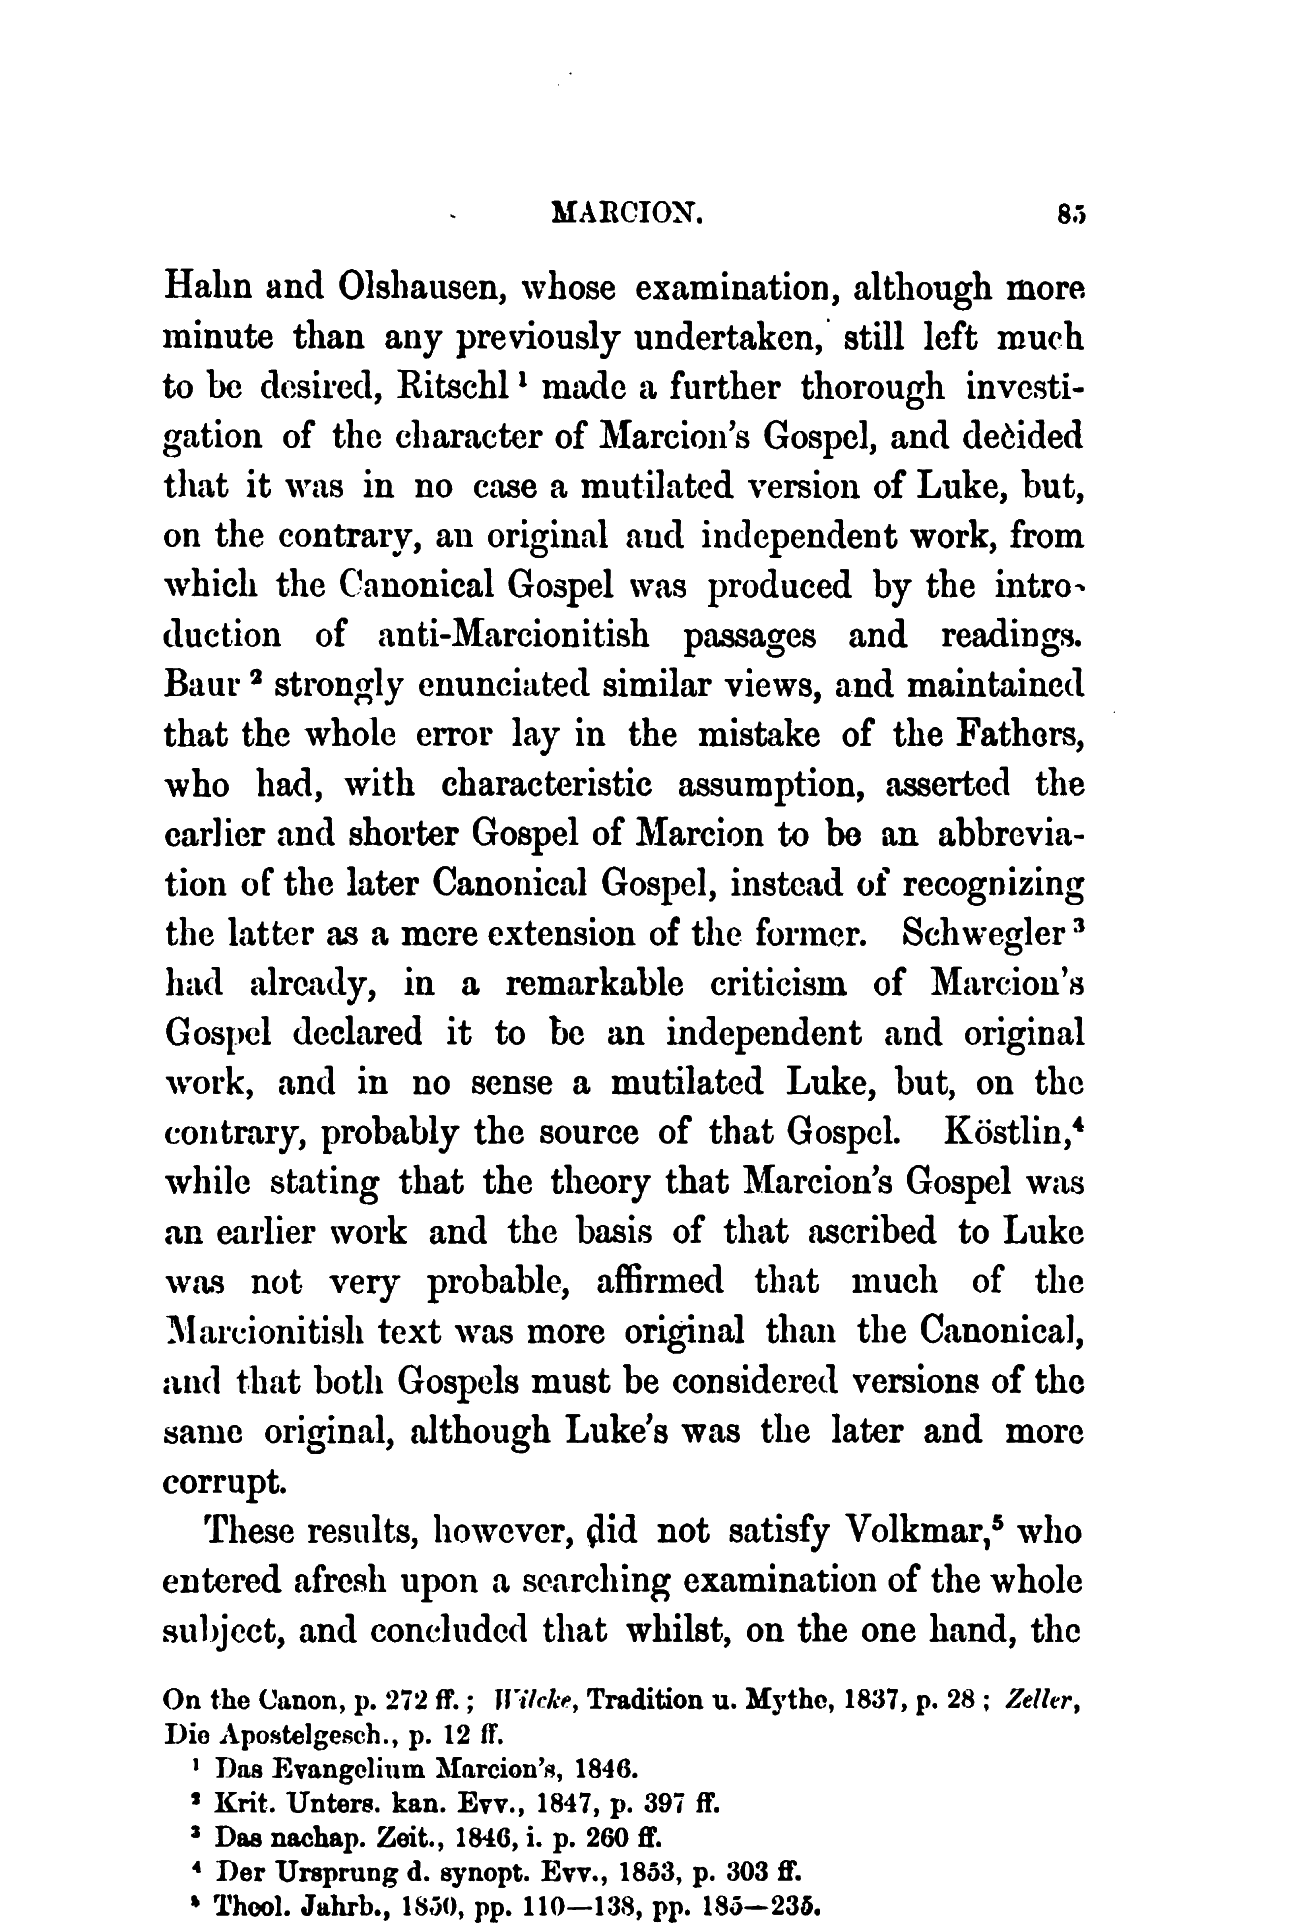 MARCION. 85
Hahn and Olshausen, whose examination, although more
minute than any previously undertaken, still left much
to be desired, Ritschl ¹ made a further thorough investi-
gation of the character of Marcion's Gospel, and decided
that it was in no case a mutilated version of Luke, but,
on the contrary, an original and independent work, from
which the Canonical Gospel was produced by the intro-
duction of anti-Marcionitish passages and readings.
Baur ² strongly enunciated similar views, and maintained
that the whole error lay in the mistake of the Fathers,
who had, with characteristic assumption, asserted the
earlier and shorter Gospel of Marcion to be an abbrevia-
tion of the later Canonical Gospel, instead of recognizing
the latter as a mere extension of the former. Schwegler ³
had already, in a remarkable criticism of Marcion's
Gospel declared it to be an independent and original
work, and in no sense a mutilated Luke, but, on the
contrary, probably the source of that Gospel. Köstlin,⁴
while stating that the theory that Marcion's Gospel was
an earlier work and the basis of that ascribed to Luke
was not very probable, affirmed that much of the
Marcionitish text was more original than the Canonical,
and that both Gospels must be considered versions of the
same original, although Luke's was the later and more
corrupt.
These results, however, did not satisfy Volkmar,⁵ who
entered afresh upon a searching examination of the whole
subject, and concluded that whilst, on the one hand, the
On the Canon, p. 272 ff. ; Wilcke, Tradition u. Mythe, 1837, p. 28 ; Zeller,
Die Apostelgesch., p. 12 ff.
¹ Das Evangelium Marcion's, 1846.
² Krit. Unters. kan. Evv., 1847, p. 397 ff.
³ Das nachap. Zeit., 1846, i. p. 260 ff.
⁴ Der Ursprung d. synopt. Evv., 1853, p. 303 ff.
⁵ Theol. Jahrb., 1850, pp. 110—138, pp. 185—235.